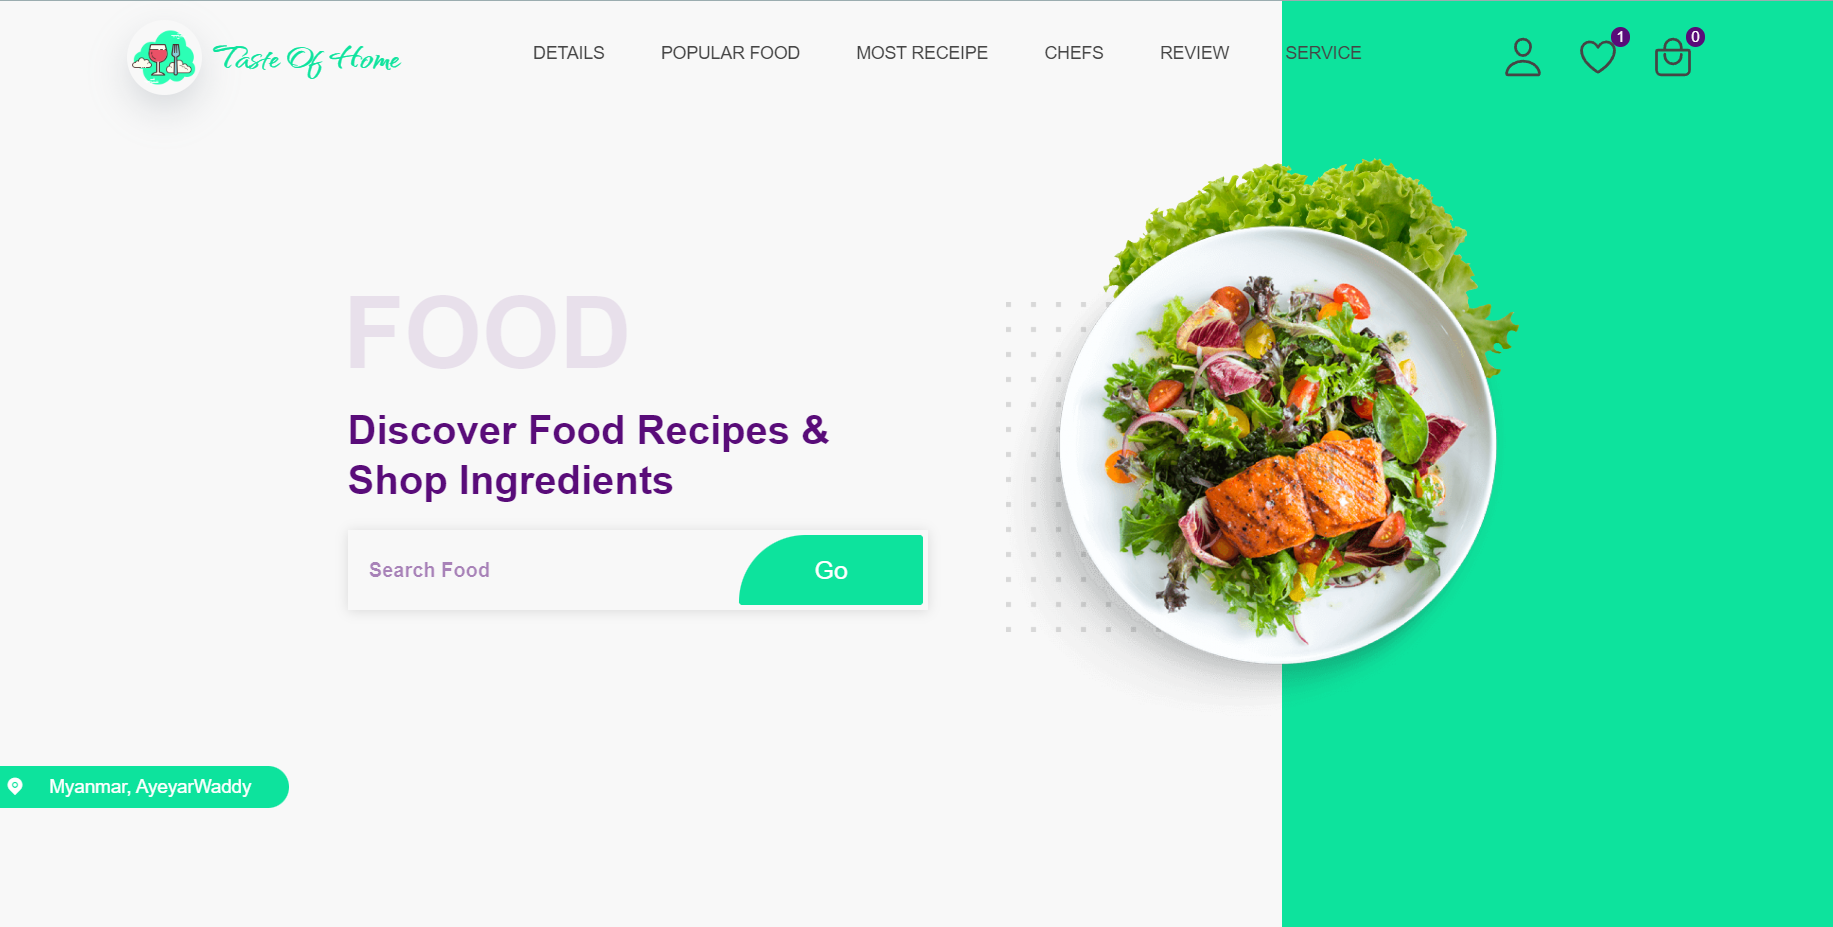 Taste Of Home
DETAILS
POPULAR FOOD
MOST RECEIPE
CHEFS
REVIEW
SERVICE
1
0
FOOD
Discover Food Recipes &
Shop Ingredients
Search Food
Go
Myanmar, AyeyarWaddy